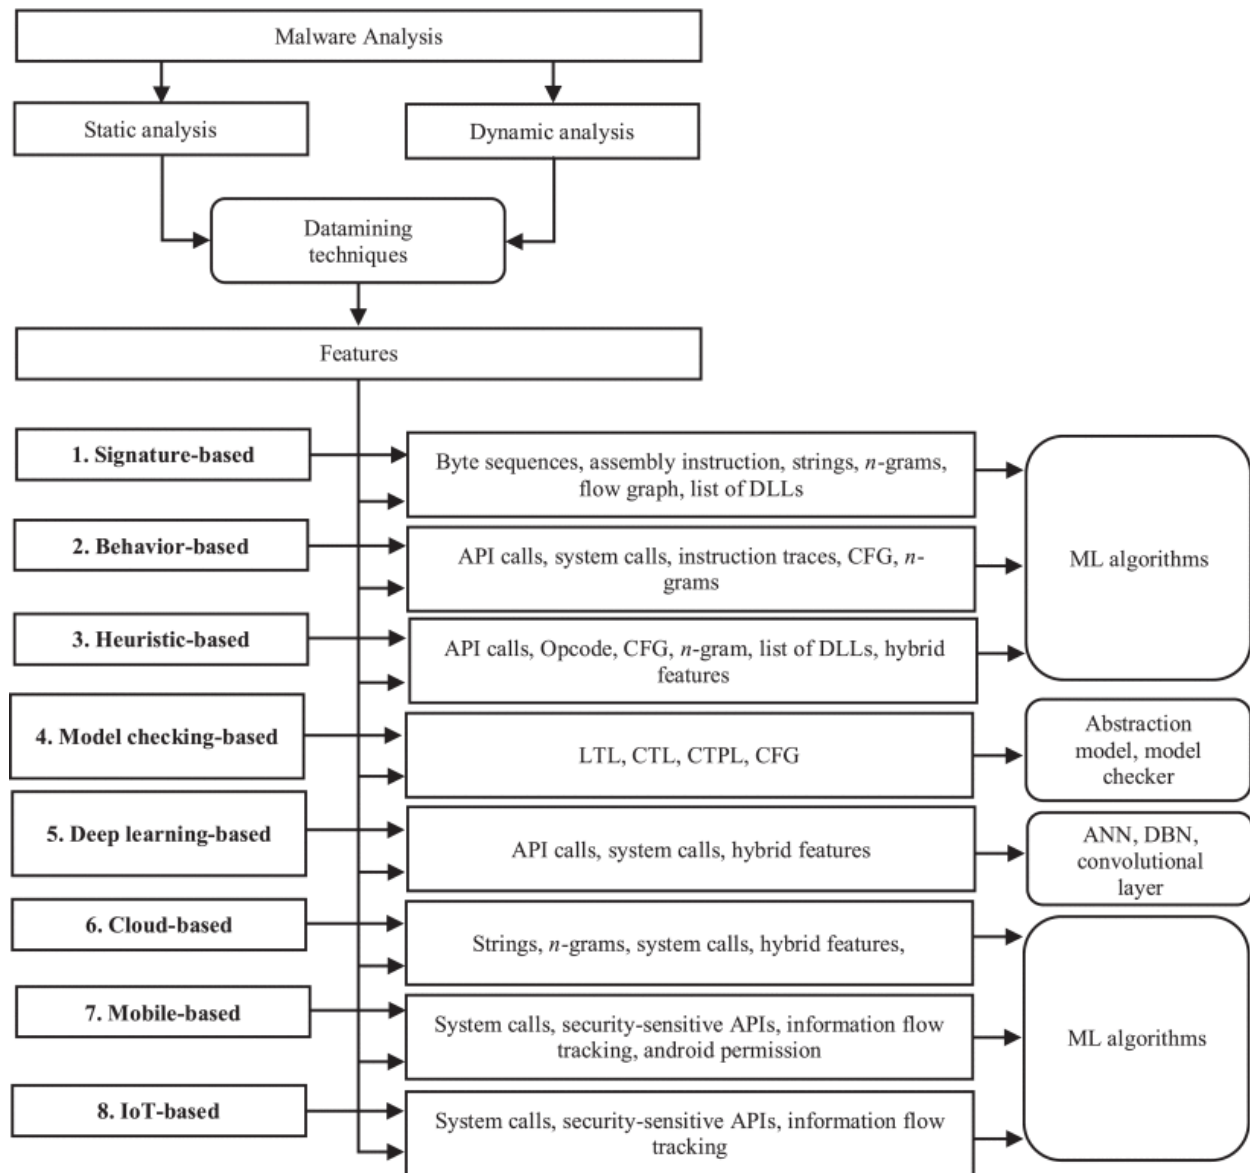 Malware Analysis
Static analysis
Dynamic analysis
Datamining
techniques
Features
1. Signature-based
Byte sequences, assembly instruction, strings, n-grams,
flow graph, list of DLLs
2. Behavior-based
API calls, system calls, instruction traces, CFG, n-
grams
ML algorithms
3. Heuristic-based
API calls, Opcode, CFG, n-gram, list of DLLs, hybrid
features
4. Model checking-based
LTL, CTL, CTPL, CFG
Abstraction
model, model
checker
5. Deep learning-based
API calls, system calls, hybrid features
ANN, DBN,
convolutional
layer
6. Cloud-based
Strings, n-grams, system calls, hybrid features,
7. Mobile-based
System calls, security-sensitive APIs, information flow
tracking, android permission
ML algorithms
8. IoT-based
System calls, security-sensitive APIs, information flow
tracking